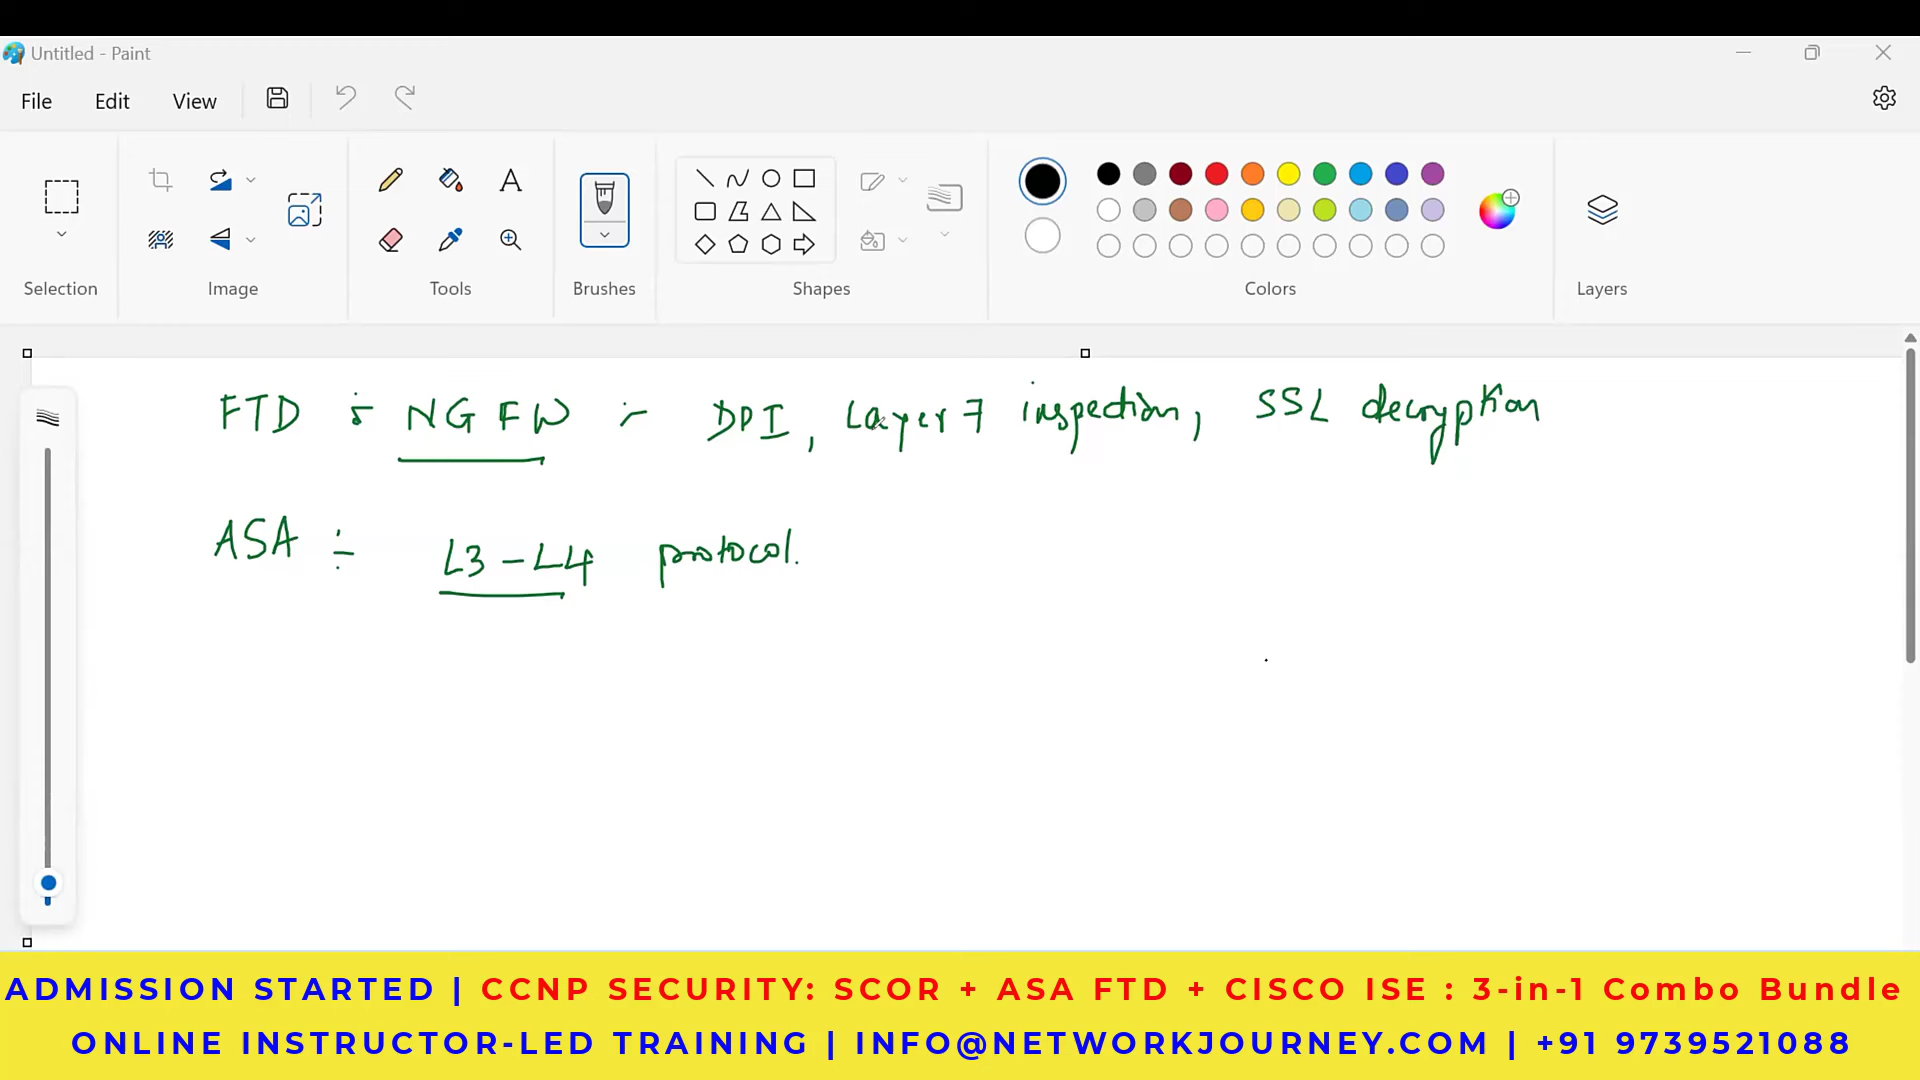 Untitled - Paint
File Edit View
Selection Image Tools Brushes Shapes Colors Layers
FTD : NGFW :- DPI, Layer 7 inspection, SSL decryption
ASA :- L3-L4 protocol.
ADMISSION STARTED | CCNP SECURITY: SCOR + ASA FTD + CISCO ISE : 3-in-1 Combo Bundle
ONLINE INSTRUCTOR-LED TRAINING | INFO@NETWORKJOURNEY.COM | +91 9739521088